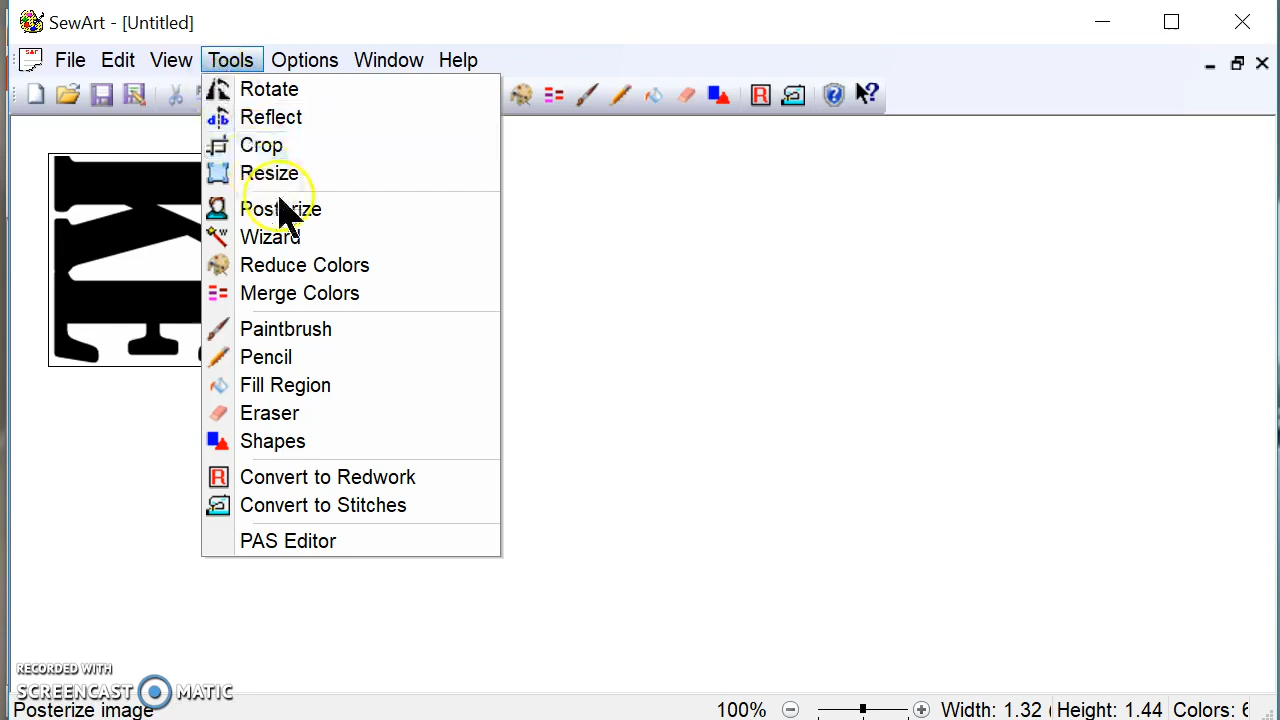 SewArt - [Untitled]
File Edit View Tools Options Window Help
Rotate
Reflect
Crop
Resize
Posterize
Wizard
Reduce Colors
Merge Colors
Paintbrush
Pencil
Fill Region
Eraser
Shapes
Convert to Redwork
Convert to Stitches
PAS Editor
RECORDED WITH
SCREENCAST MATIC
Posterize image 100% Width: 1.32 ( Height: 1.44 Colors: 6